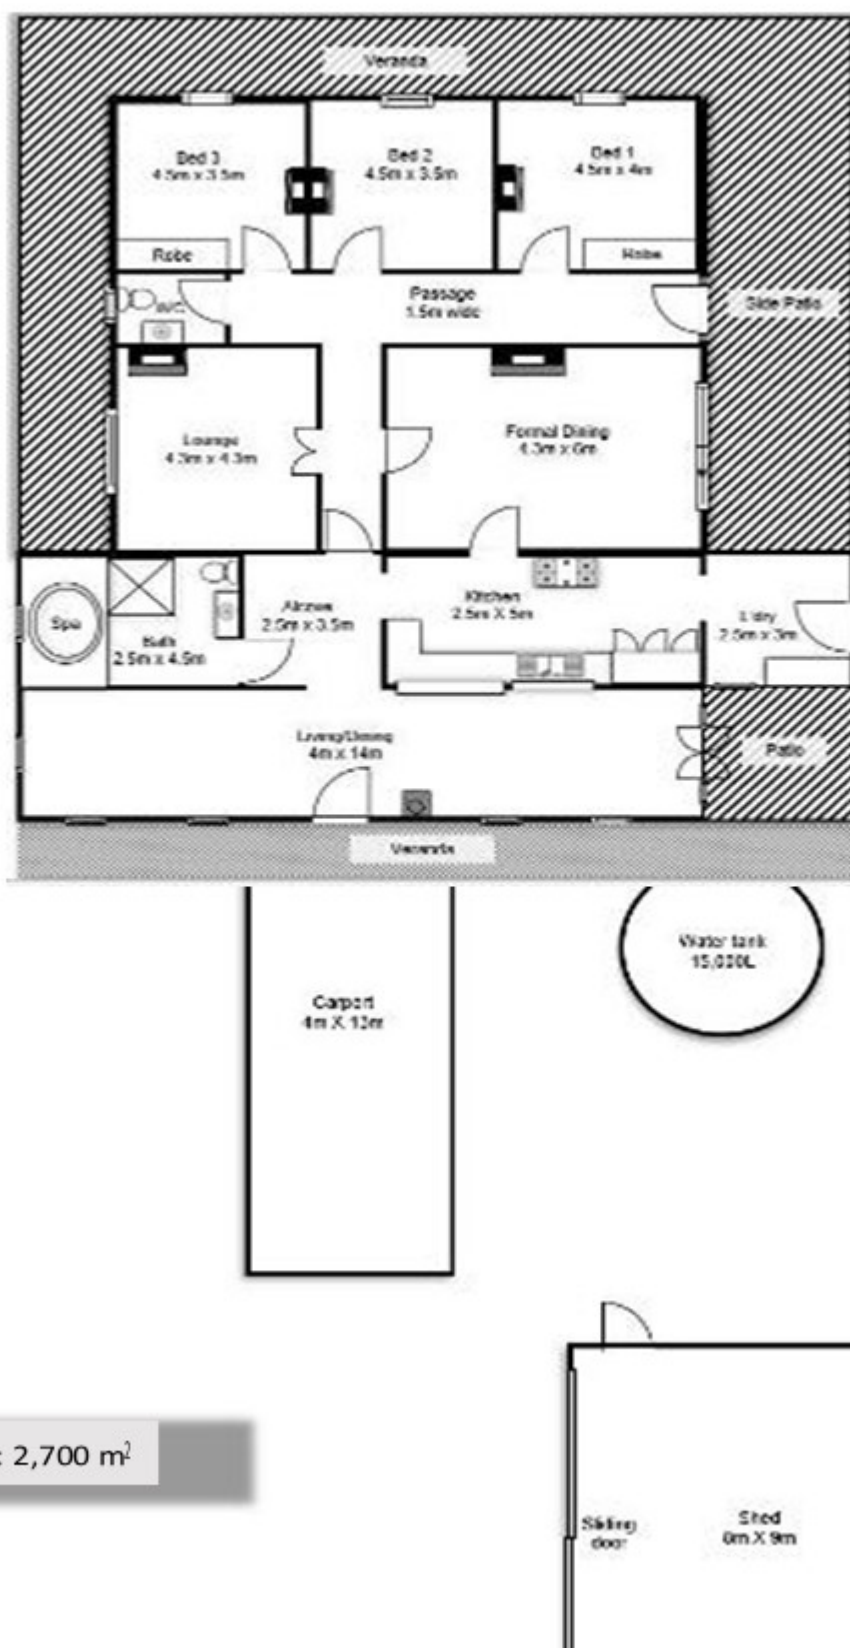 Veranda
Bed 3
4.5m x 3.5m
Bed 2
4.5m x 3.5m
Bed 1
4.5m x 4m
Robe
Robe
WC
Passage
1.5m wide
Side Patio
Lounge
4.3m x 4.3m
Formal Dining
4.3m x 6m
Spa
Bath
2.5m x 4.5m
2.5m x 3.5m
Kitchen
2.5m X 5m
L'dry
2.5m x 3m
Living/Dining
4m x 14m
Patio
Veranda
Water tank
Carport
4m X 13m
: 2,700 m²
Sliding
door
Shed
X 9m